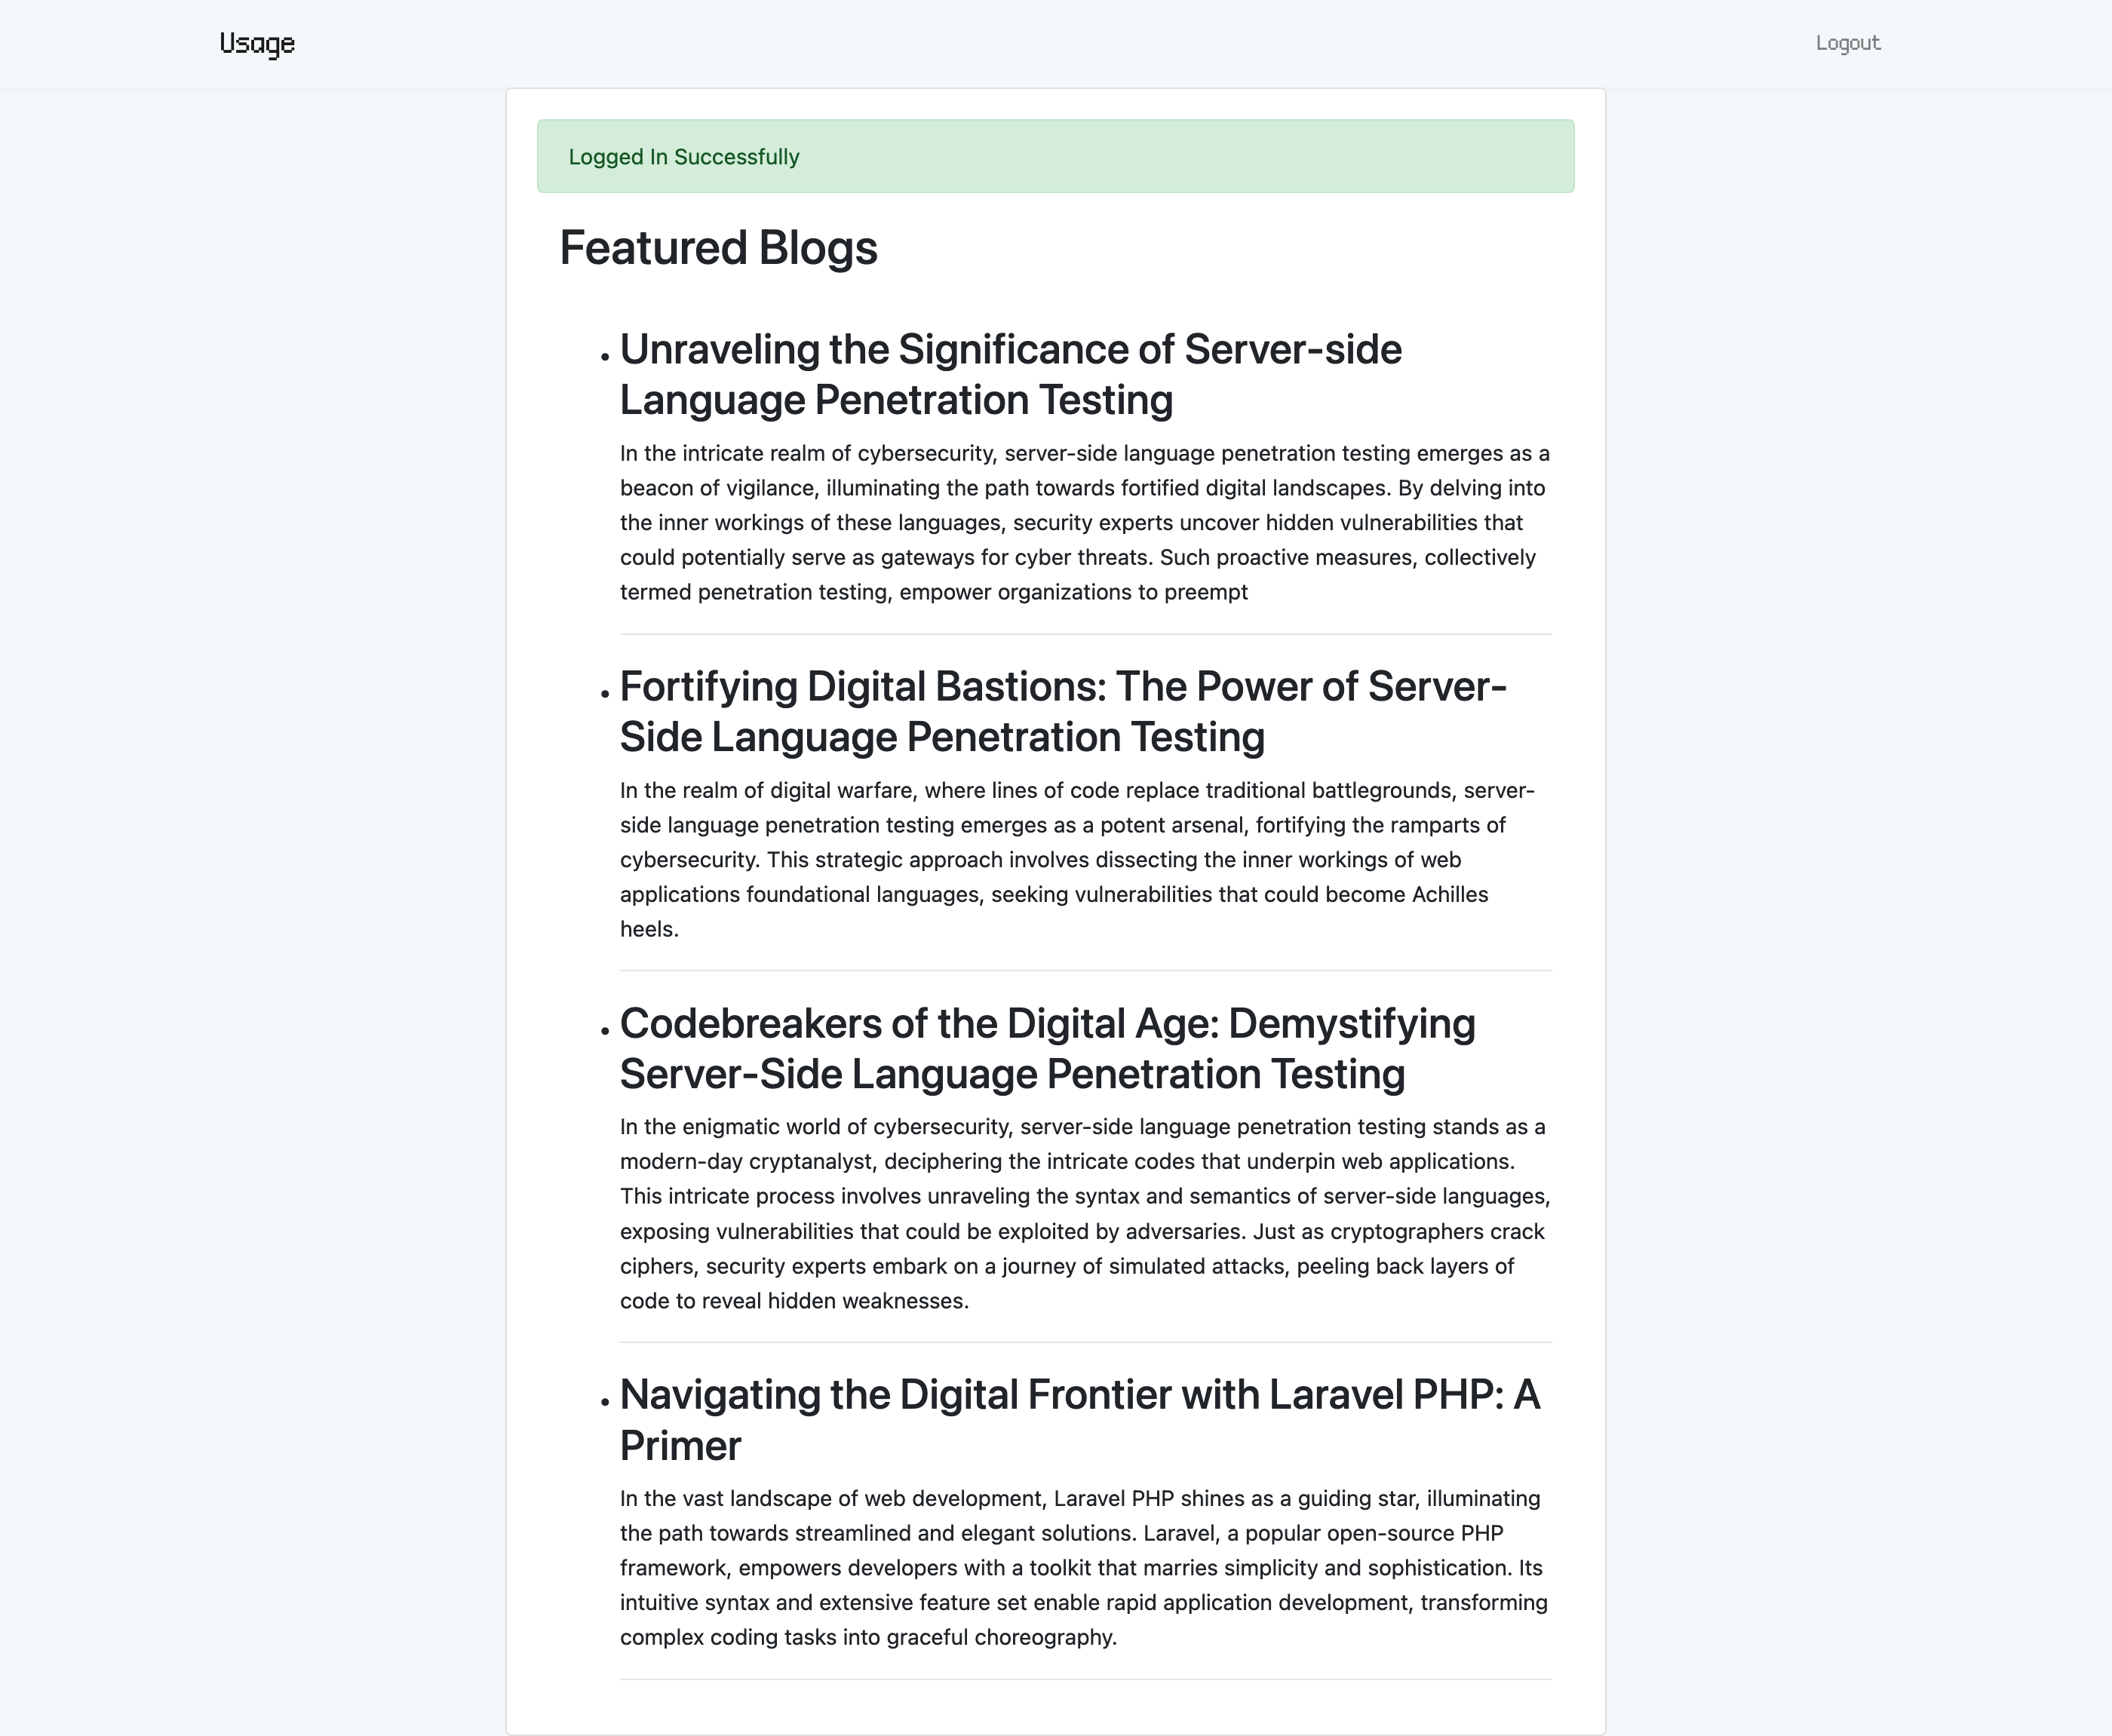 Usage
Logout
Logged In Successfully
Featured Blogs
Unraveling the Significance of Server-side
Language Penetration Testing
In the intricate realm of cybersecurity, server-side language penetration testing emerges as a
beacon of vigilance, illuminating the path towards fortified digital landscapes. By delving into
the inner workings of these languages, security experts uncover hidden vulnerabilities that
could potentially serve as gateways for cyber threats. Such proactive measures, collectively
termed penetration testing, empower organizations to preempt
Fortifying Digital Bastions: The Power of Server-
Side Language Penetration Testing
In the realm of digital warfare, where lines of code replace traditional battlegrounds, server-
side language penetration testing emerges as a potent arsenal, fortifying the ramparts of
cybersecurity. This strategic approach involves dissecting the inner workings of web
applications foundational languages, seeking vulnerabilities that could become Achilles
heels.
Codebreakers of the Digital Age: Demystifying
Server-Side Language Penetration Testing
In the enigmatic world of cybersecurity, server-side language penetration testing stands as a
modern-day cryptanalyst, deciphering the intricate codes that underpin web applications.
This intricate process involves unraveling the syntax and semantics of server-side languages,
exposing vulnerabilities that could be exploited by adversaries. Just as cryptographers crack
ciphers, security experts embark on a journey of simulated attacks, peeling back layers of
code to reveal hidden weaknesses.
Navigating the Digital Frontier with Laravel PHP: A
Primer
In the vast landscape of web development, Laravel PHP shines as a guiding star, illuminating
the path towards streamlined and elegant solutions. Laravel, a popular open-source PHP
framework, empowers developers with a toolkit that marries simplicity and sophistication. Its
intuitive syntax and extensive feature set enable rapid application development, transforming
complex coding tasks into graceful choreography.